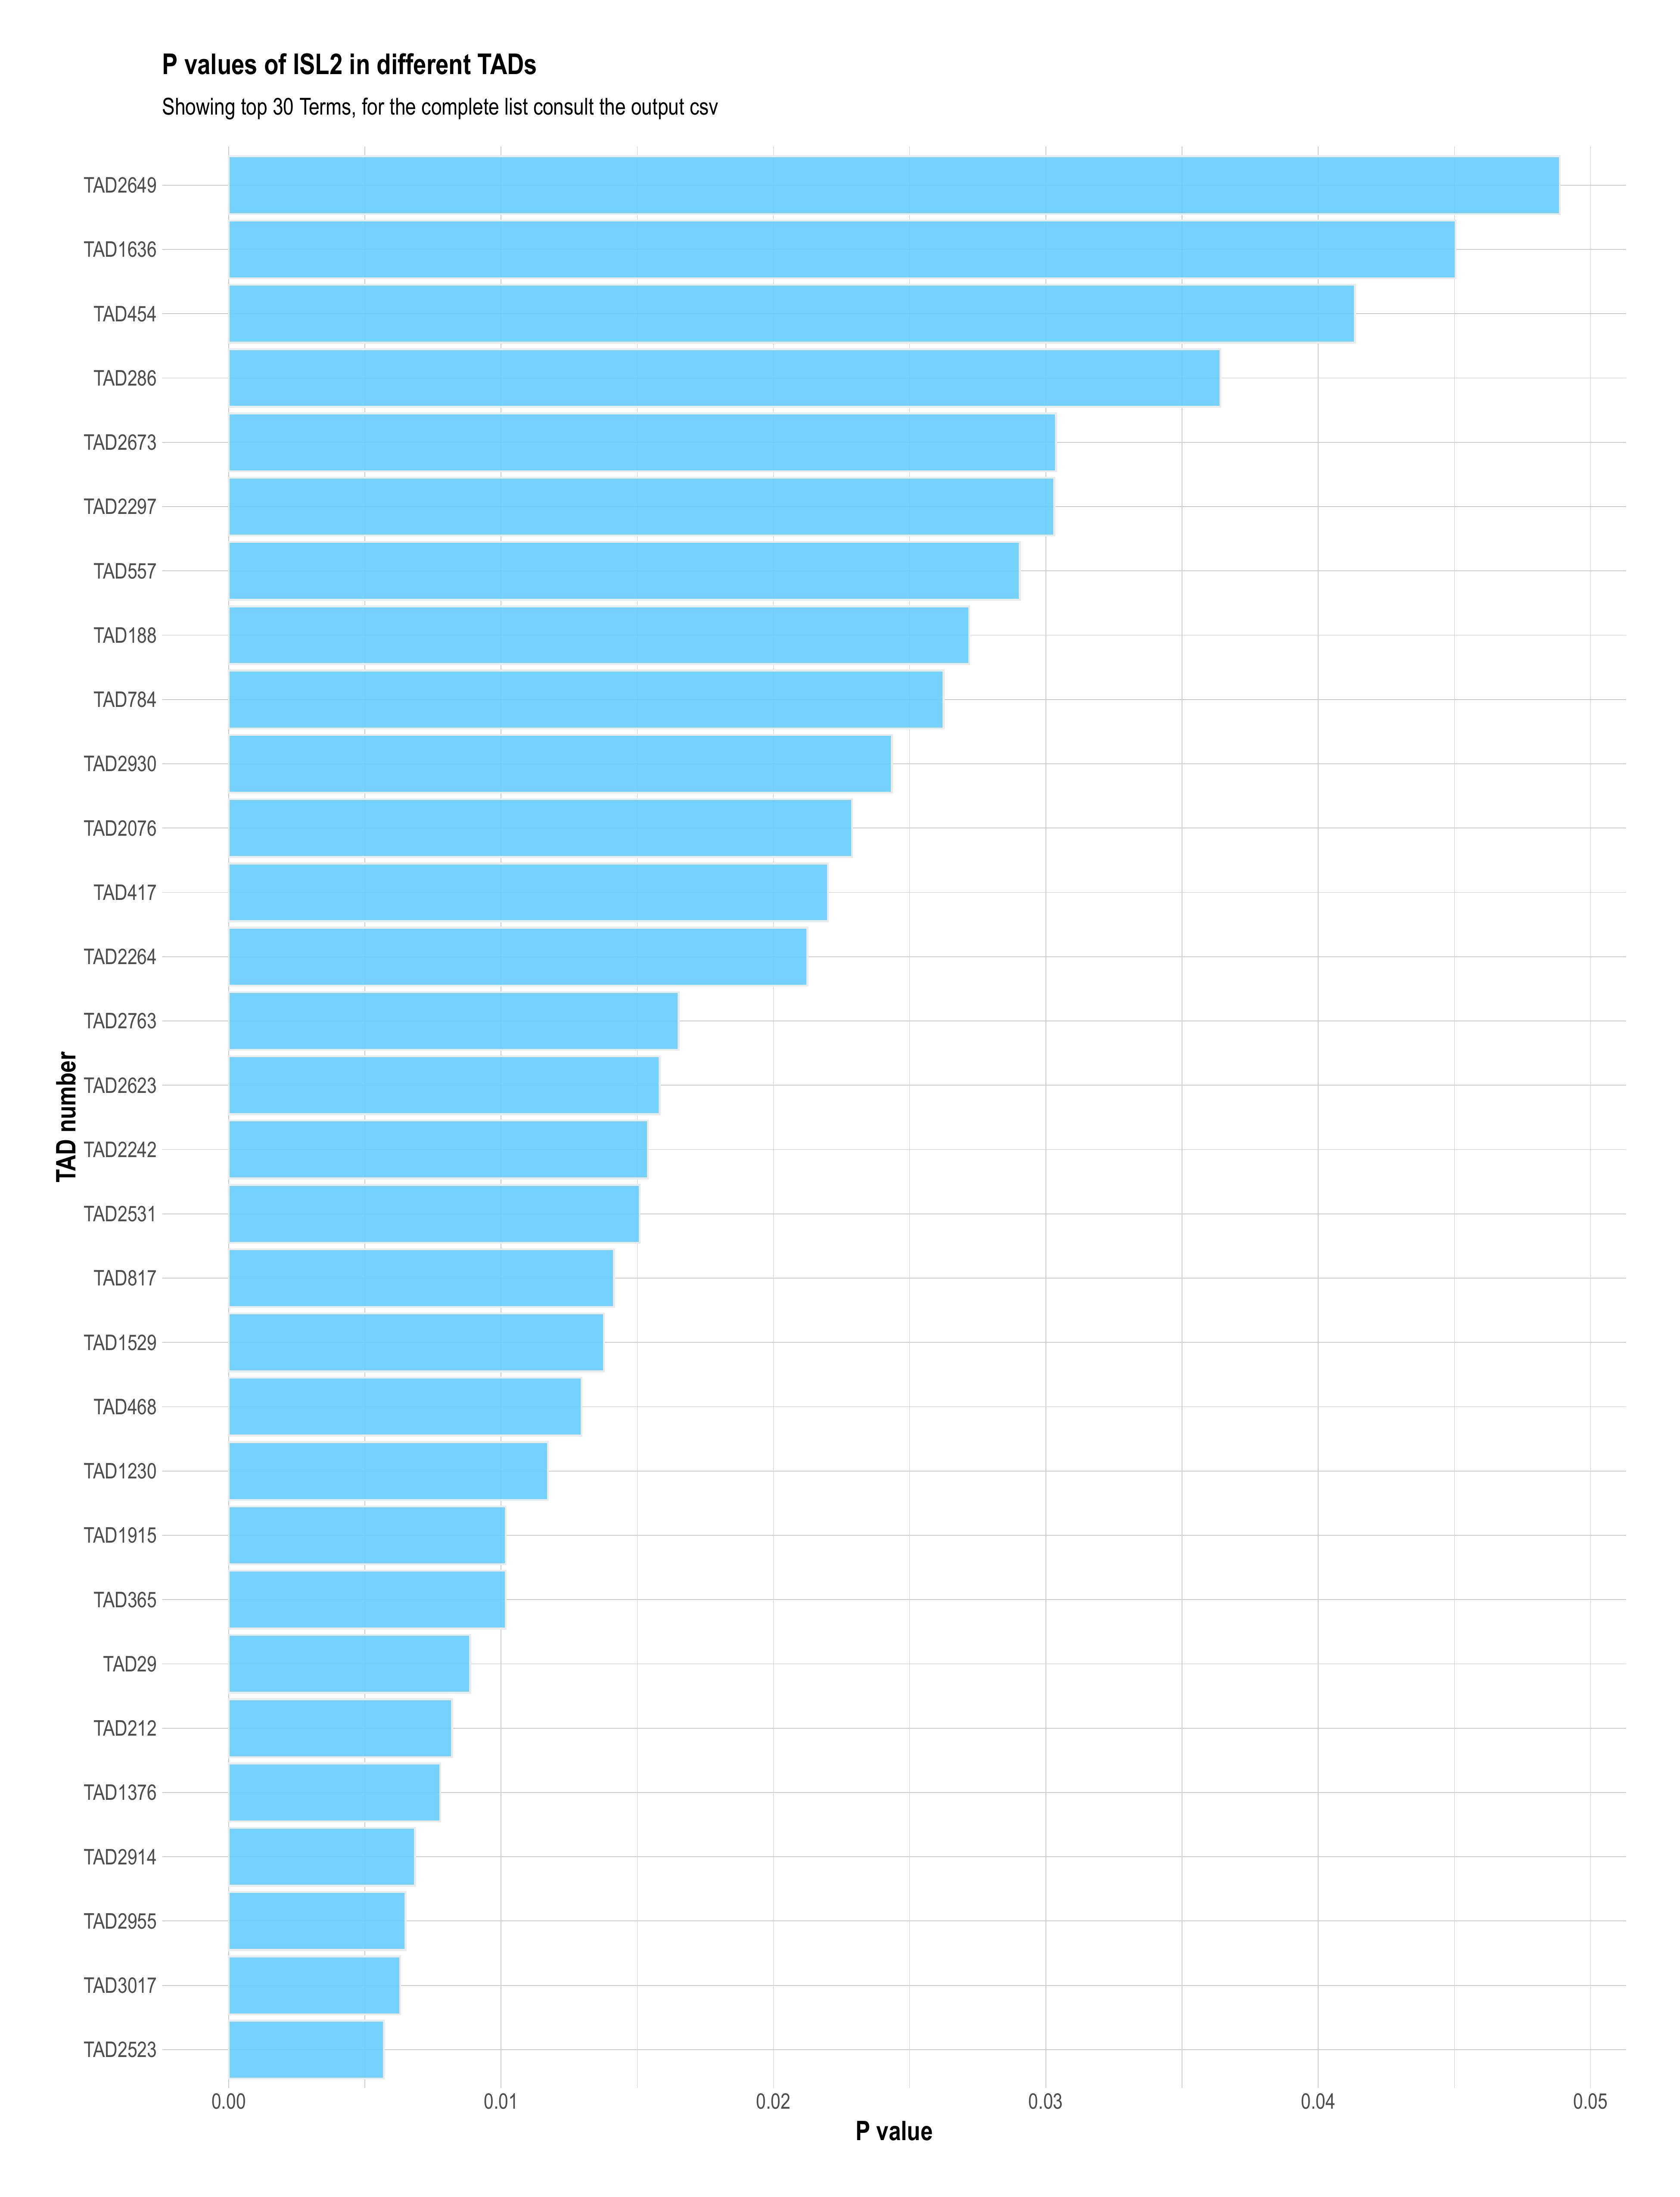 P values of ISL2 in different TADs
Showing top 30 Terms, for the complete list consult the output csv
TAD2649
TAD1636
TAD454
TAD286
TAD2673
TAD2297
TAD557
TAD188
TAD784
TAD2930
TAD2076
TAD417
TAD2264
TAD2763
TAD2623
TAD2242
TAD2531
TAD817
TAD1529
TAD468
TAD1230
TAD1915
TAD365
TAD29
TAD212
TAD1376
TAD2914
TAD2955
TAD3017
TAD2523
TAD number
0.00 0.01 0.02 0.03 0.04 0.05
P value